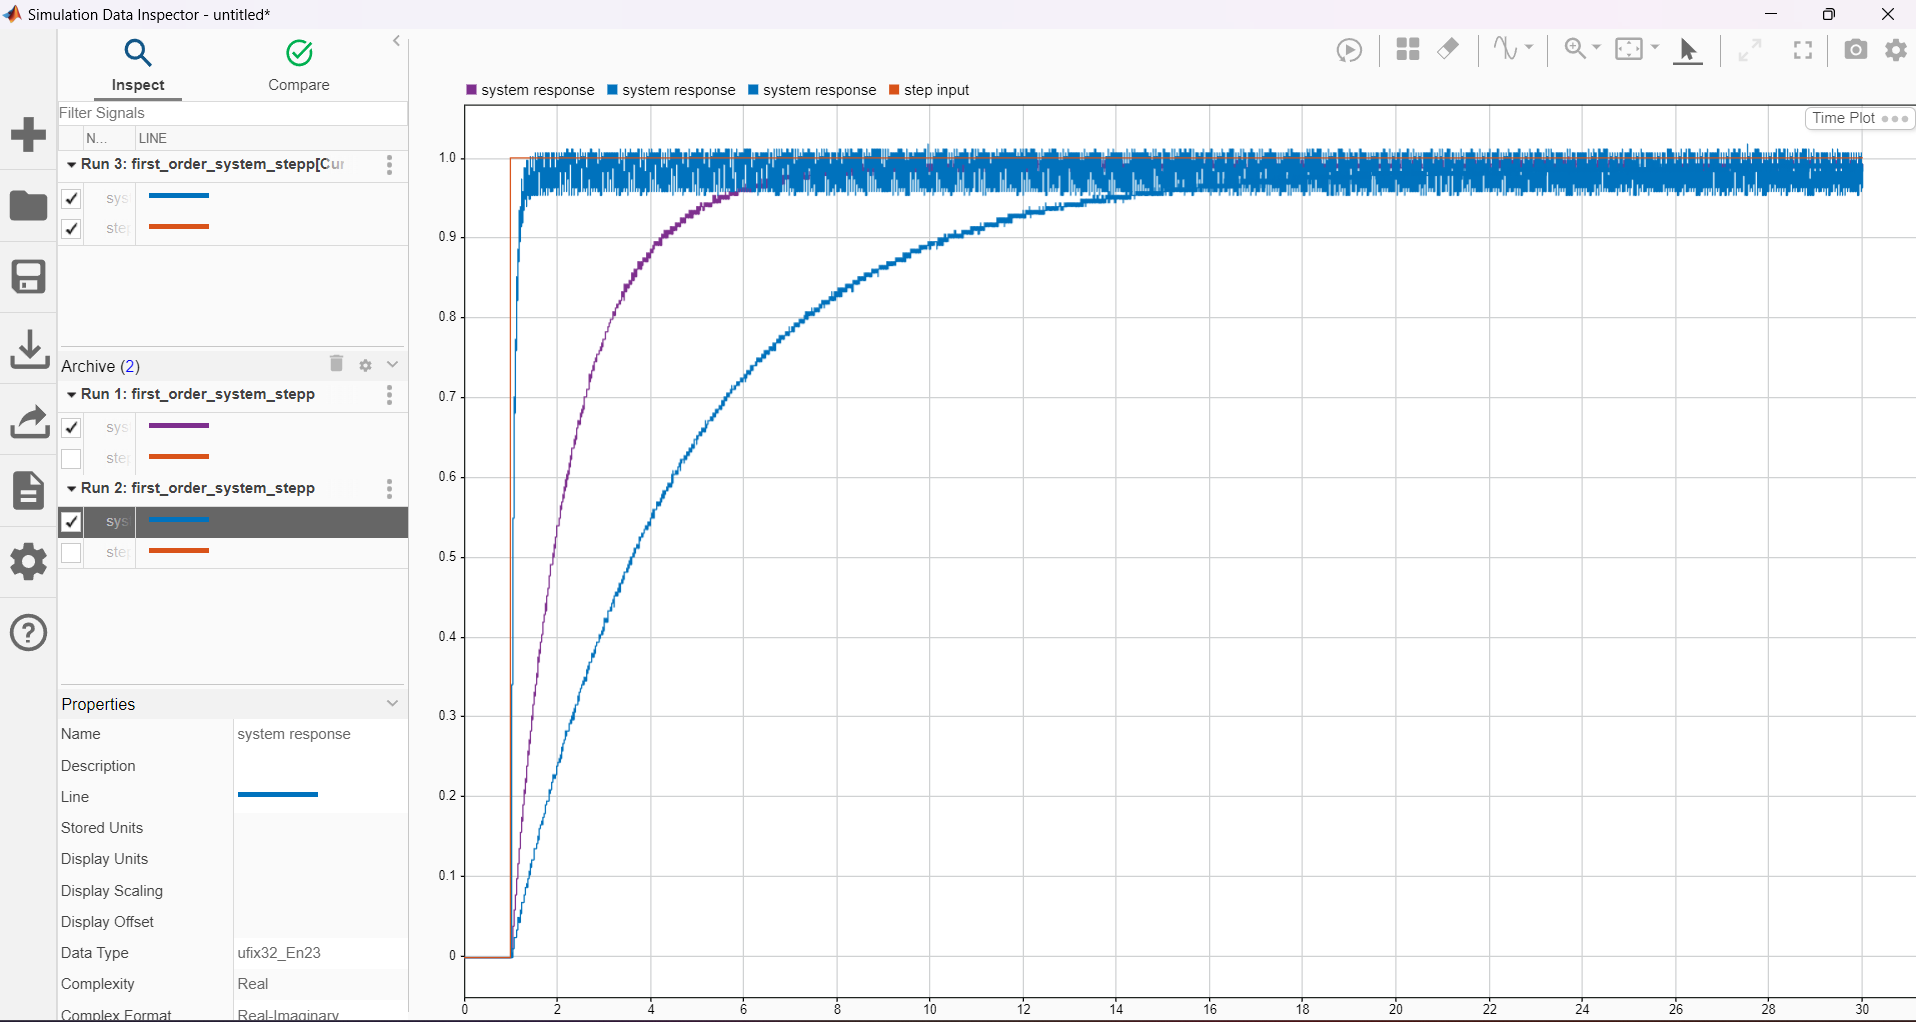 Simulation Data Inspector - untitled*
Inspect
Compare
Filter Signals
N... LINE
Run 3: first_order_system_stepp[Cur
sys
step
Archive (2)
Run 1: first_order_system_stepp
sys
step
Run 2: first_order_system_stepp
sys
step
Properties
Name system response
Description
Line
Stored Units
Display Units
Display Scaling
Display Offset
Data Type ufix32_En23
Complexity Real
Complex Format Real-Imaginary
system response system response system response step input
Time Plot
1.0
0.9
0.8
0.7
0.6
0.5
0.4
0.3
0.2
0.1
0
0 2 4 6 8 10 12 14 16 18 20 22 24 26 28 30